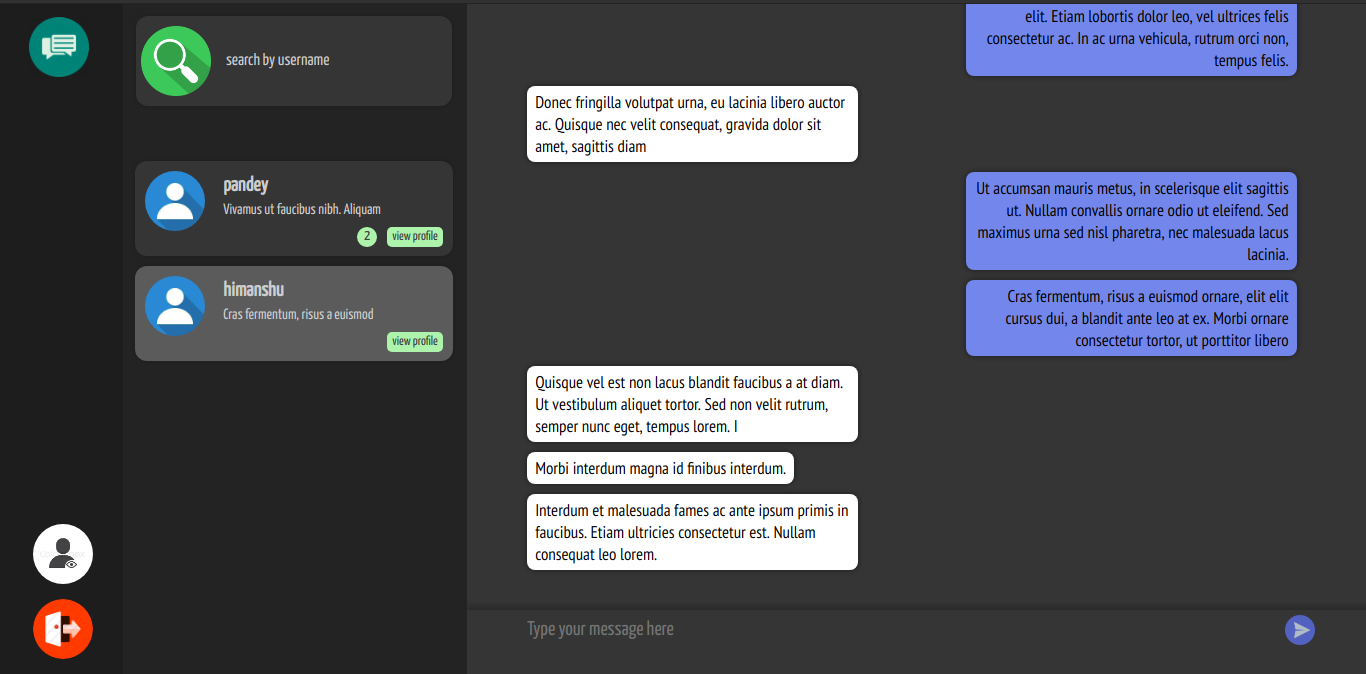 search by username
pandey
Vivamus ut faucibus nibh. Aliquam
2
view profile
himanshu
Cras fermentum, risus a euismod
view profile
elit. Etiam lobortis dolor leo, vel ultrices felis
consectetur ac. In ac urna vehicula, rutrum orci non,
tempus felis.
Donec fringilla volutpat urna, eu lacinia libero auctor
ac. Quisque nec velit consequat, gravida dolor sit
amet, sagittis diam
Ut accumsan mauris metus, in scelerisque elit sagittis
ut. Nullam convallis ornare odio ut eleifend. Sed
maximus urna sed nisl pharetra, nec malesuada lacus
lacinia.
Cras fermentum, risus a euismod ornare, elit elit
cursus dui, a blandit ante leo at ex. Morbi ornare
consectetur tortor, ut porttitor libero
Quisque vel est non lacus blandit faucibus a at diam.
Ut vestibulum aliquet tortor. Sed non velit rutrum,
semper nunc eget, tempus lorem. I
Morbi interdum magna id finibus interdum.
Interdum et malesuada fames ac ante ipsum primis in
faucibus. Etiam ultricies consectetur est. Nullam
consequat leo lorem.
Type your message here